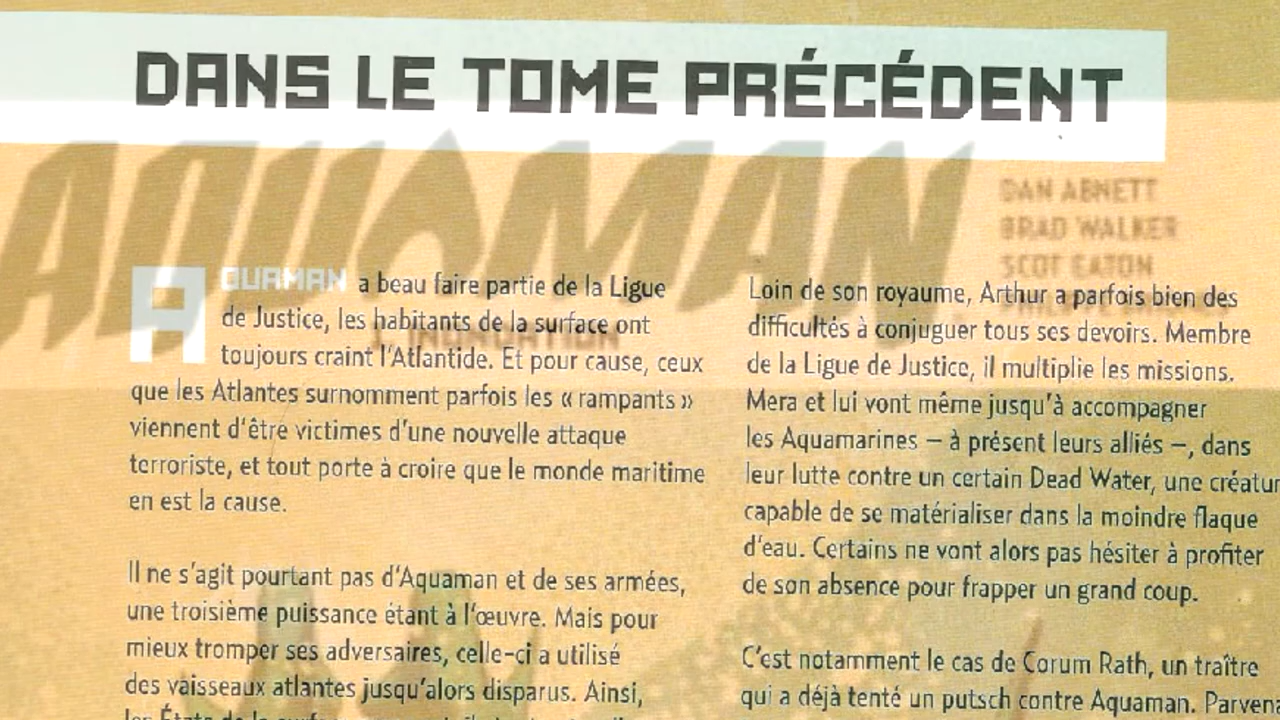 DANS LE TOME PRÉCÉDENT
AQUAMAN
DAN ABNETT
BRAD WALKER
SCOT EATON
AQUAMAN a beau faire partie de la Ligue
de Justice, les habitants de la surface ont
toujours craint l'Atlantide. Et pour cause, ceux
que les Atlantes surnomment parfois les « rampants »
viennent d'être victimes d'une nouvelle attaque
terroriste, et tout porte à croire que le monde maritime
en est la cause.
Il ne s'agit pourtant pas d'Aquaman et de ses armées,
une troisième puissance étant à l'œuvre. Mais pour
mieux tromper ses adversaires, celle-ci a utilisé
des vaisseaux atlantes jusqu'alors disparus. Ainsi,
les États de la
Loin de son royaume, Arthur a parfois bien des
difficultés à conjuguer tous ses devoirs. Membre
de la Ligue de Justice, il multiplie les missions.
Mera et lui vont même jusqu'à accompagner
les Aquamarines – à présent leurs alliés –, dans
leur lutte contre un certain Dead Water, une créatur
capable de se matérialiser dans la moindre flaque
d'eau. Certains ne vont alors pas hésiter à profiter
de son absence pour frapper un grand coup.
C'est notamment le cas de Corum Rath, un traître
qui a déjà tenté un putsch contre Aquaman. Parvena